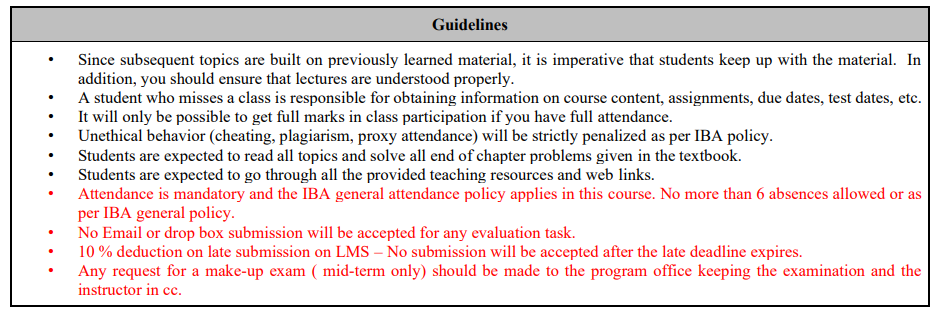 Guidelines
• Since subsequent topics are built on previously learned material, it is imperative that students keep up with the material. In
addition, you should ensure that lectures are understood properly.
• A student who misses a class is responsible for obtaining information on course content, assignments, due dates, test dates, etc.
• It will only be possible to get full marks in class participation if you have full attendance.
• Unethical behavior (cheating, plagiarism, proxy attendance) will be strictly penalized as per IBA policy.
• Students are expected to read all topics and solve all end of chapter problems given in the textbook.
• Students are expected to go through all the provided teaching resources and web links.
• Attendance is mandatory and the IBA general attendance policy applies in this course. No more than 6 absences allowed or as
per IBA general policy.
• No Email or drop box submission will be accepted for any evaluation task.
• 10 % deduction on late submission on LMS – No submission will be accepted after the late deadline expires.
• Any request for a make-up exam ( mid-term only) should be made to the program office keeping the examination and the
instructor in cc.